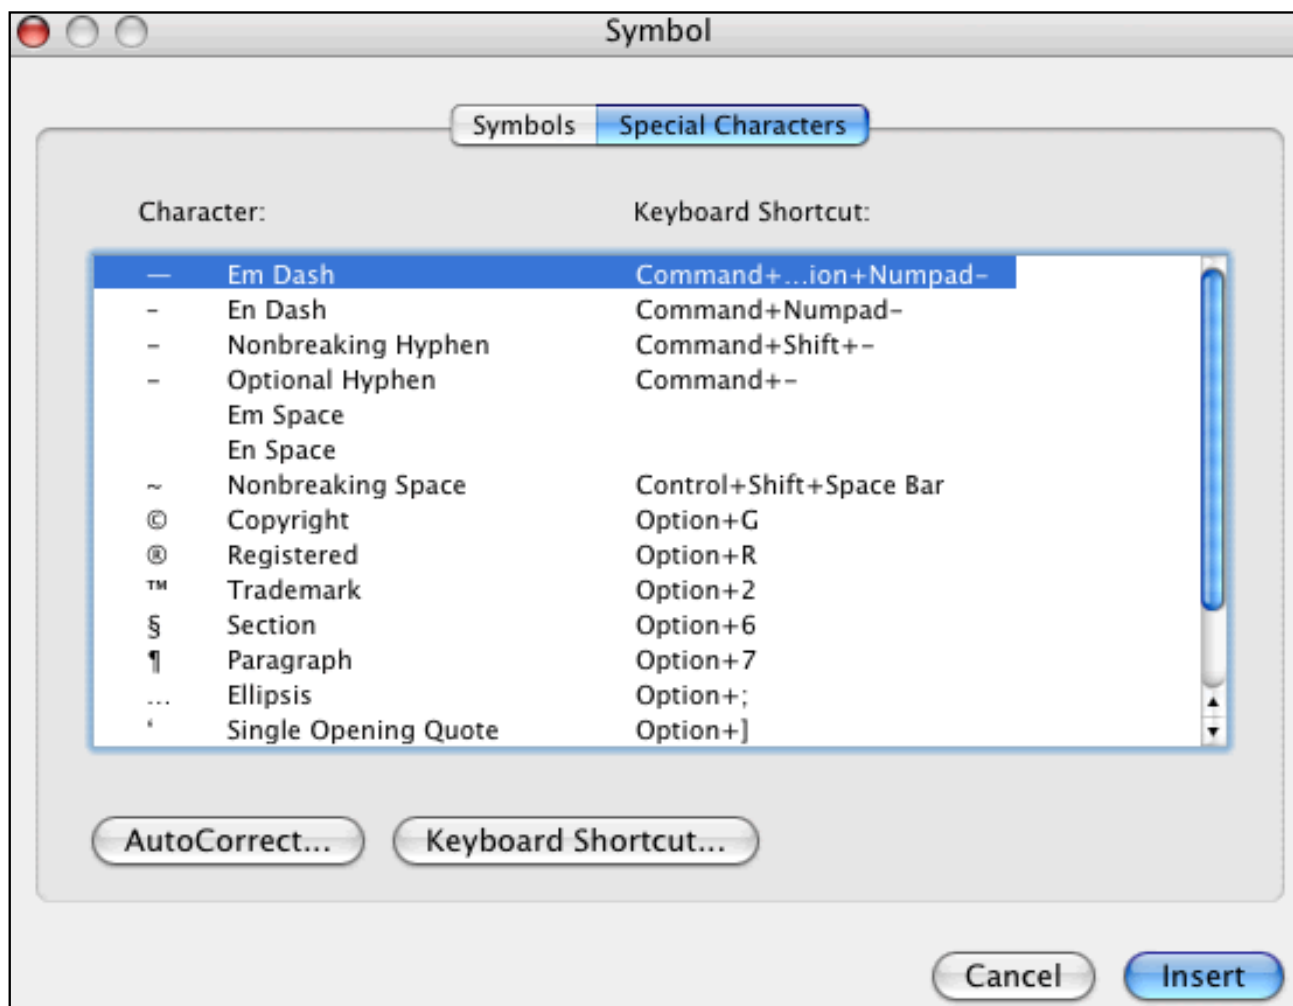 Symbol
Symbols Special Characters
Character: Keyboard Shortcut:
— Em Dash Command+...ion+Numpad-
– En Dash Command+Numpad-
- Nonbreaking Hyphen Command+Shift+-
- Optional Hyphen Command+-
Em Space
En Space
~ Nonbreaking Space Control+Shift+Space Bar
© Copyright Option+G
® Registered Option+R
™ Trademark Option+2
§ Section Option+6
¶ Paragraph Option+7
… Ellipsis Option+;
‘ Single Opening Quote Option+]
AutoCorrect... Keyboard Shortcut...
Cancel Insert